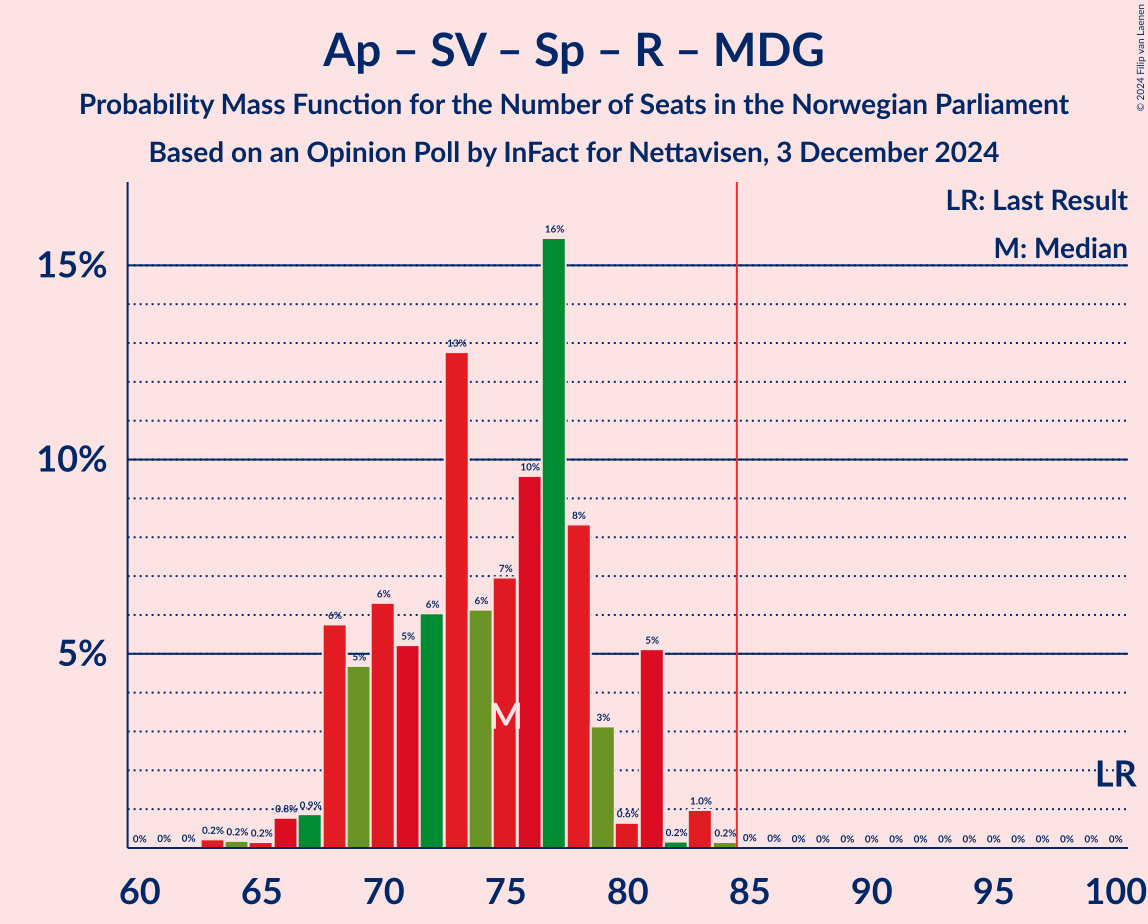 Ap – SV – Sp – R – MDG
Probability Mass Function for the Number of Seats in the Norwegian Parliament
Based on an Opinion Poll by InFact for Nettavisen, 3 December 2024
© 2024 Filip van Laenen
LR: Last Result
M: Median
15%
10%
5%
0% 0% 0% 0.2% 0.2% 0.2% 0.8% 0.9% 6% 5% 6% 5% 6% 13% 6% 7% 10% 16% 8% 3% 0.6% 5% 0.2% 1.0% 0.2% 0% 0% 0% 0% 0% 0% 0% 0% 0% 0% 0% 0% 0% 0% 0% 0%
M
LR
60 65 70 75 80 85 90 95 100